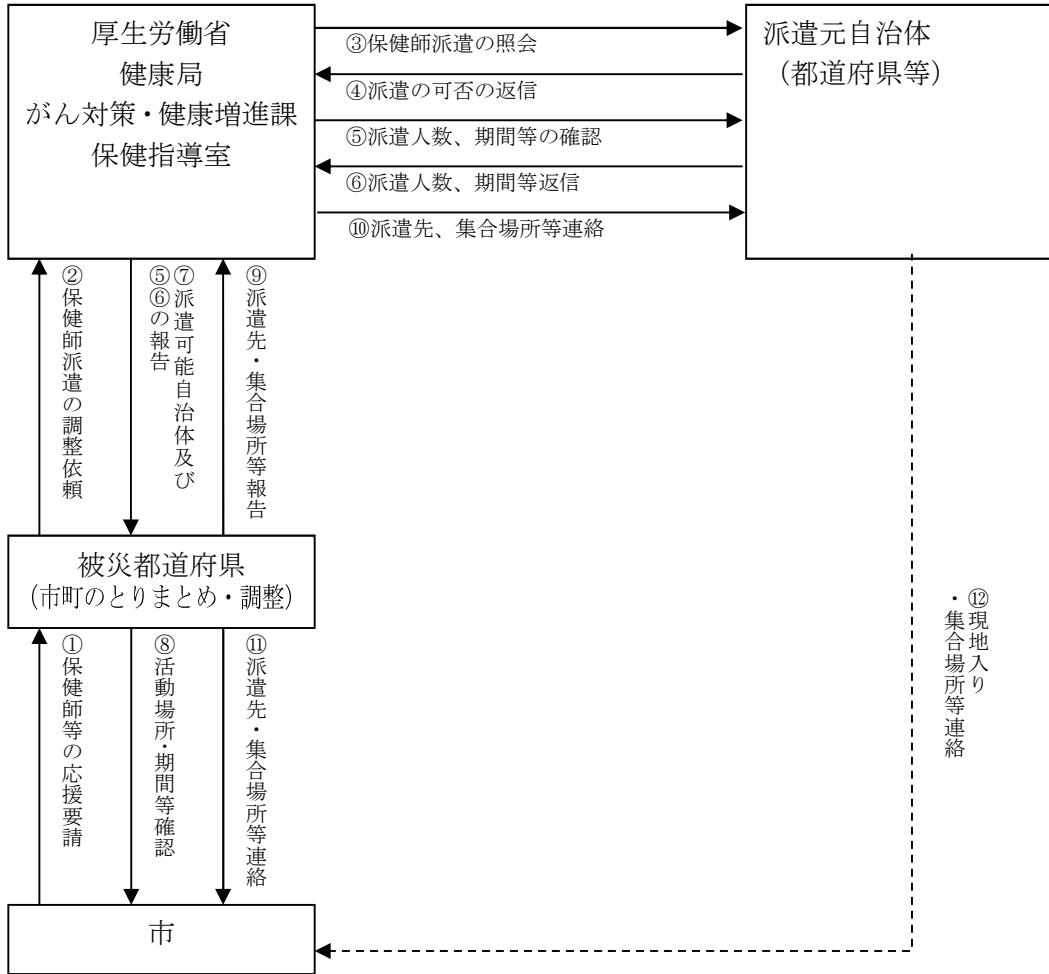 厚生労働省
健康局
がん対策・健康増進課
保健指導室
③保健師派遣の照会
④派遣の可否の返信
⑤派遣人数、期間等の確認
⑥派遣人数、期間等返信
⑩派遣先、集合場所等連絡
派遣元自治体
（都道府県等）
②保健師派遣の調整依頼
⑦派遣可能自治体及び
⑤⑥の報告
⑨派遣先・集合場所等報告
被災都道府県
（市町のとりまとめ・調整）
①保健師等の応援要請
⑧活動場所・期間等確認
⑪派遣先・集合場所等連絡
⑫現地入り
・集合場所等連絡
市